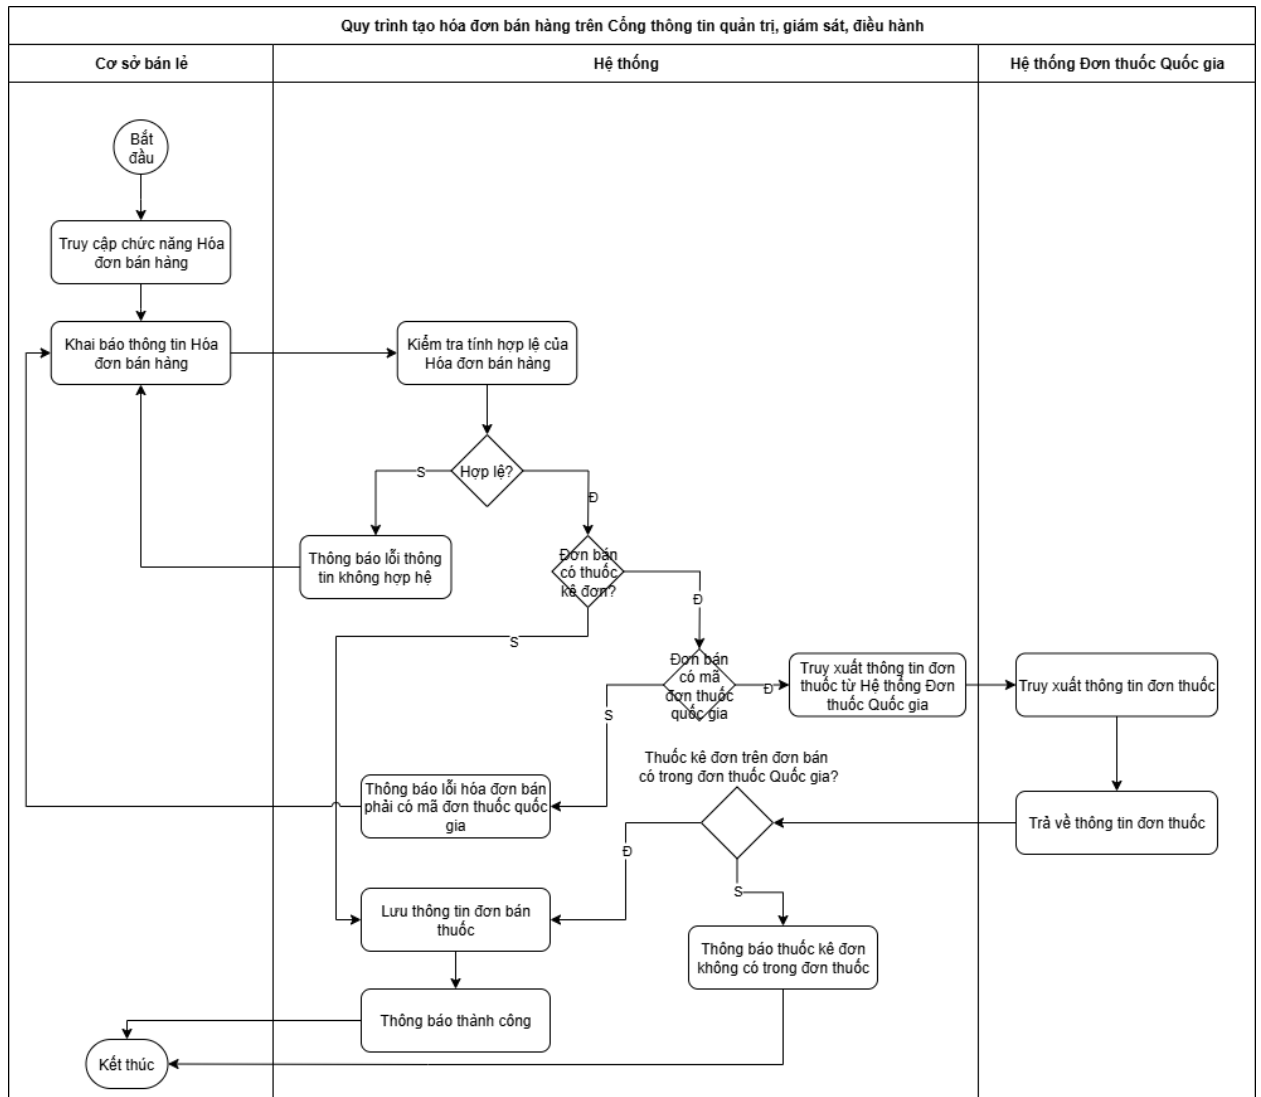 Quy trình tạo hóa đơn bán hàng trên Cổng thông tin quản trị, giám sát, điều hành
Cơ sở bán lẻ
Hệ thống
Hệ thống Đơn thuốc Quốc gia
Bắt
đầu
Truy cập chức năng Hóa
đơn bán hàng
Khai báo thông tin Hóa
đơn bán hàng
Kiểm tra tính hợp lệ của
Hóa đơn bán hàng
Hợp lệ?
S
Đ
Thông báo lỗi thông
tin không hợp hệ
Đơn bán
có thuốc
kê đơn?
Đ
S
Đơn bán
có mã
đơn thuốc
quốc gia
Đ
S
Truy xuất thông tin đơn
thuốc từ Hệ thống Đơn
thuốc Quốc gia
Truy xuất thông tin đơn thuốc
Thuốc kê đơn trên đơn bán
có trong đơn thuốc Quốc gia?
Thông báo lỗi hóa đơn bán
phải có mã đơn thuốc quốc
gia
Trả về thông tin đơn thuốc
Đ
S
Lưu thông tin đơn bán
thuốc
Thông báo thuốc kê đơn
không có trong đơn thuốc
Thông báo thành công
Kết thúc